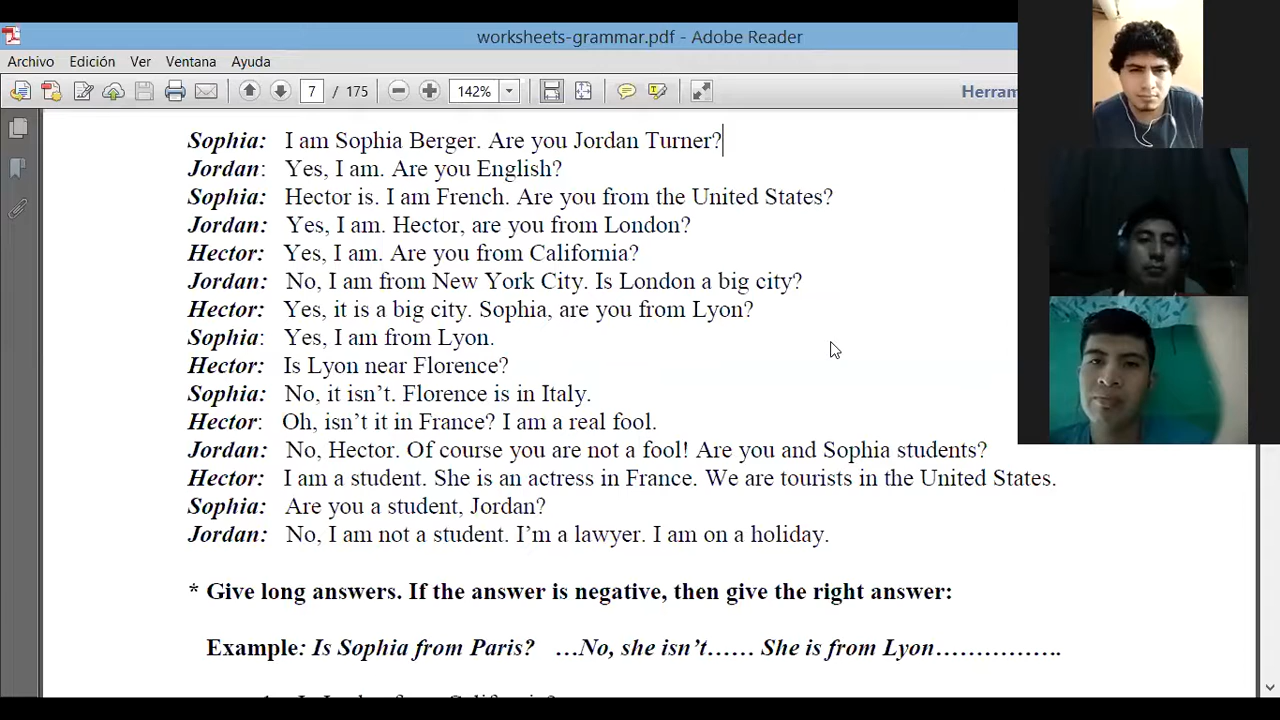 worksheets-grammar.pdf - Adobe Reader
Archivo Edición Ver Ventana Ayuda
7 / 175 142%
Sophia: I am Sophia Berger. Are you Jordan Turner?
Jordan: Yes, I am. Are you English?
Sophia: Hector is. I am French. Are you from the United States?
Jordan: Yes, I am. Hector, are you from London?
Hector: Yes, I am. Are you from California?
Jordan: No, I am from New York City. Is London a big city?
Hector: Yes, it is a big city. Sophia, are you from Lyon?
Sophia: Yes, I am from Lyon.
Hector: Is Lyon near Florence?
Sophia: No, it isn’t. Florence is in Italy.
Hector: Oh, isn’t it in France? I am a real fool.
Jordan: No, Hector. Of course you are not a fool! Are you and Sophia students?
Hector: I am a student. She is an actress in France. We are tourists in the United States.
Sophia: Are you a student, Jordan?
Jordan: No, I am not a student. I’m a lawyer. I am on a holiday.
* Give long answers. If the answer is negative, then give the right answer:
Example: Is Sophia from Paris? …No, she isn’t…… She is from Lyon…………….